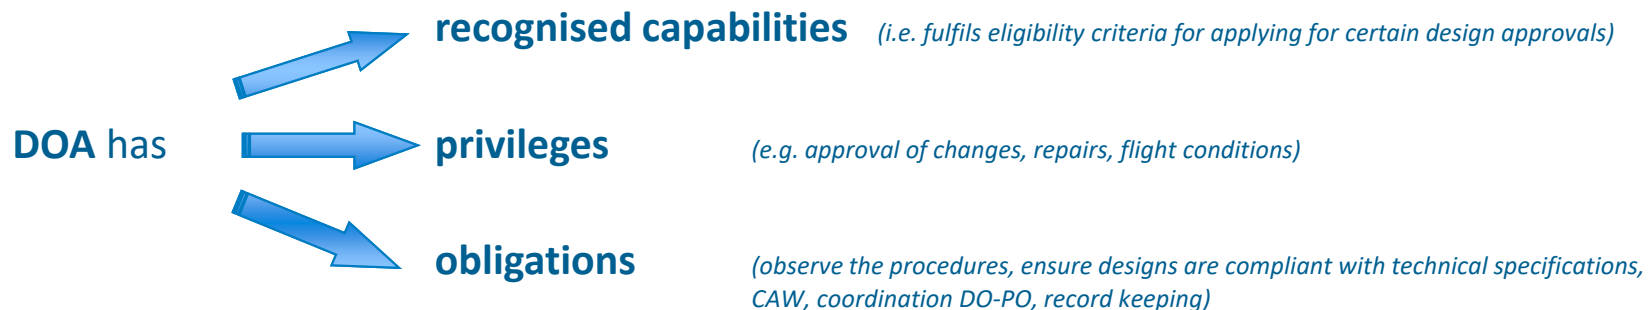 recognised capabilities (i.e. fulfils eligibility criteria for applying for certain design approvals)
DOA has
privileges (e.g. approval of changes, repairs, flight conditions)
obligations (observe the procedures, ensure designs are compliant with technical specifications,
CAW, coordination DO-PO, record keeping)